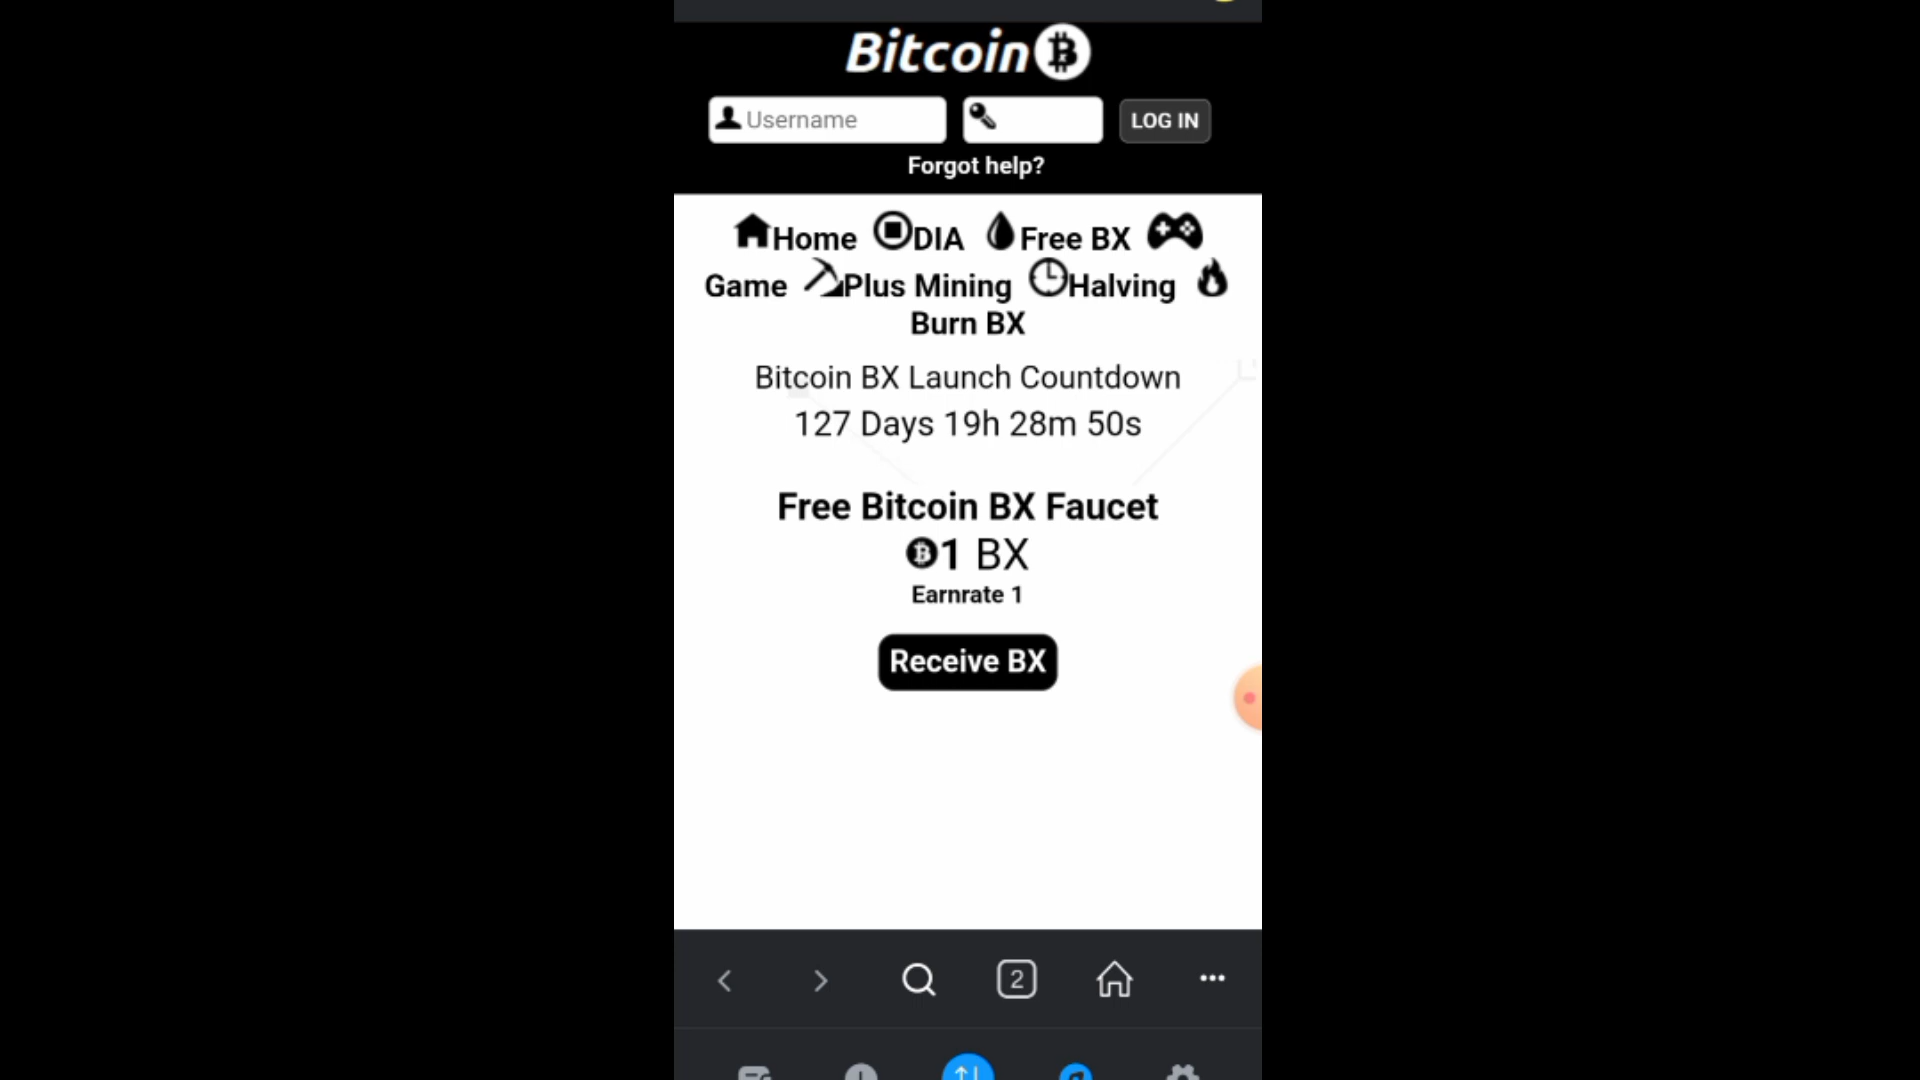 Bitcoin
Username
LOG IN
Forgot help?
Home DIA Free BX
Game Plus Mining Halving
Burn BX
Bitcoin BX Launch Countdown
127 Days 19h 28m 50s
Free Bitcoin BX Faucet
1 BX
Earnrate 1
Receive BX
2